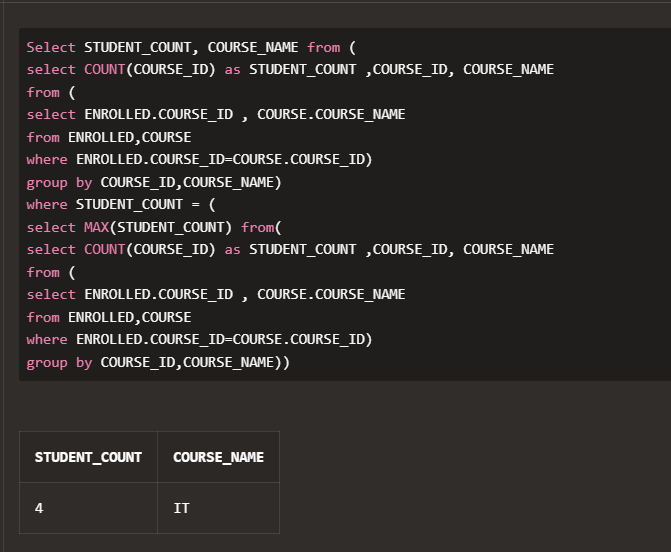 Select STUDENT_COUNT, COURSE_NAME from (
select COUNT(COURSE_ID) as STUDENT_COUNT ,COURSE_ID, COURSE_NAME
from (
select ENROLLED.COURSE_ID , COURSE.COURSE_NAME
from ENROLLED,COURSE
where ENROLLED.COURSE_ID=COURSE.COURSE_ID)
group by COURSE_ID,COURSE_NAME)
where STUDENT_COUNT = (
select MAX(STUDENT_COUNT) from(
select COUNT(COURSE_ID) as STUDENT_COUNT ,COURSE_ID, COURSE_NAME
from (
select ENROLLED.COURSE_ID , COURSE.COURSE_NAME
from ENROLLED,COURSE
where ENROLLED.COURSE_ID=COURSE.COURSE_ID)
group by COURSE_ID,COURSE_NAME))
STUDENT_COUNT COURSE_NAME
4 IT